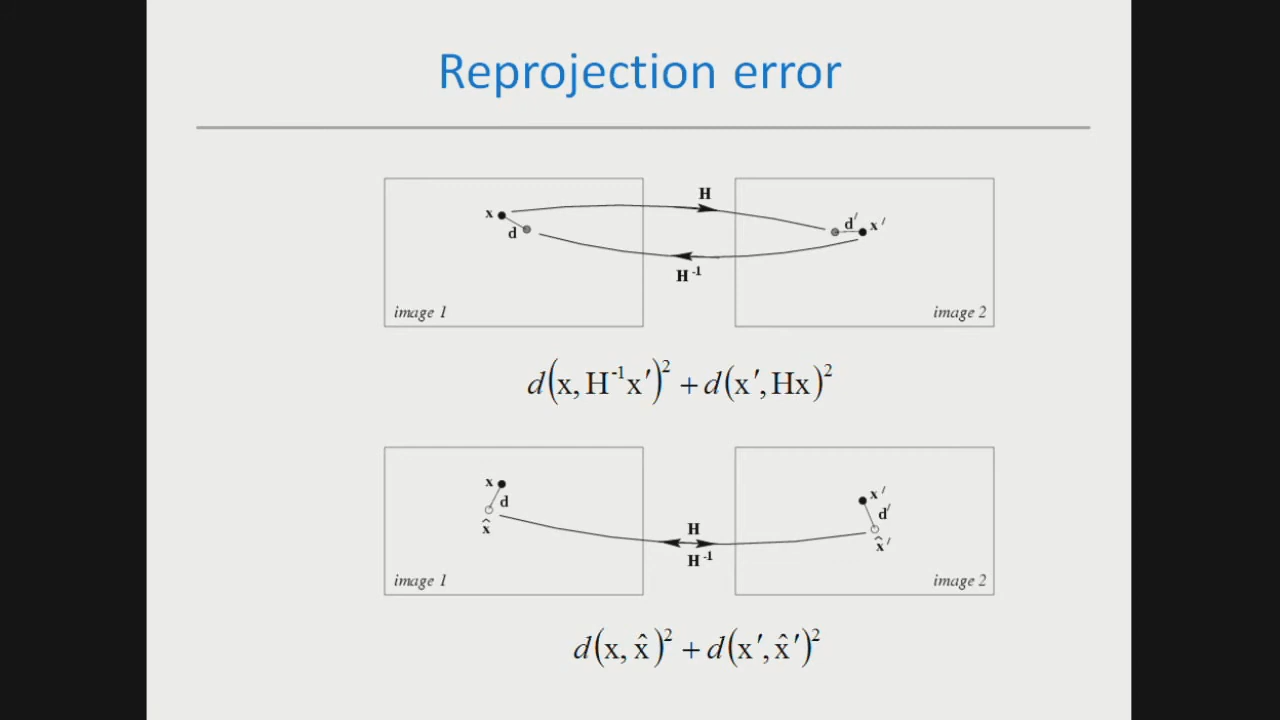 Reprojection error
H
x d d′ x′
H⁻¹
image 1 image 2
d(x, H⁻¹x′)² + d(x′, Hx)²
x d x̂ x′ d′ x̂′
H
H⁻¹
image 1 image 2
d(x, x̂)² + d(x′, x̂′)²